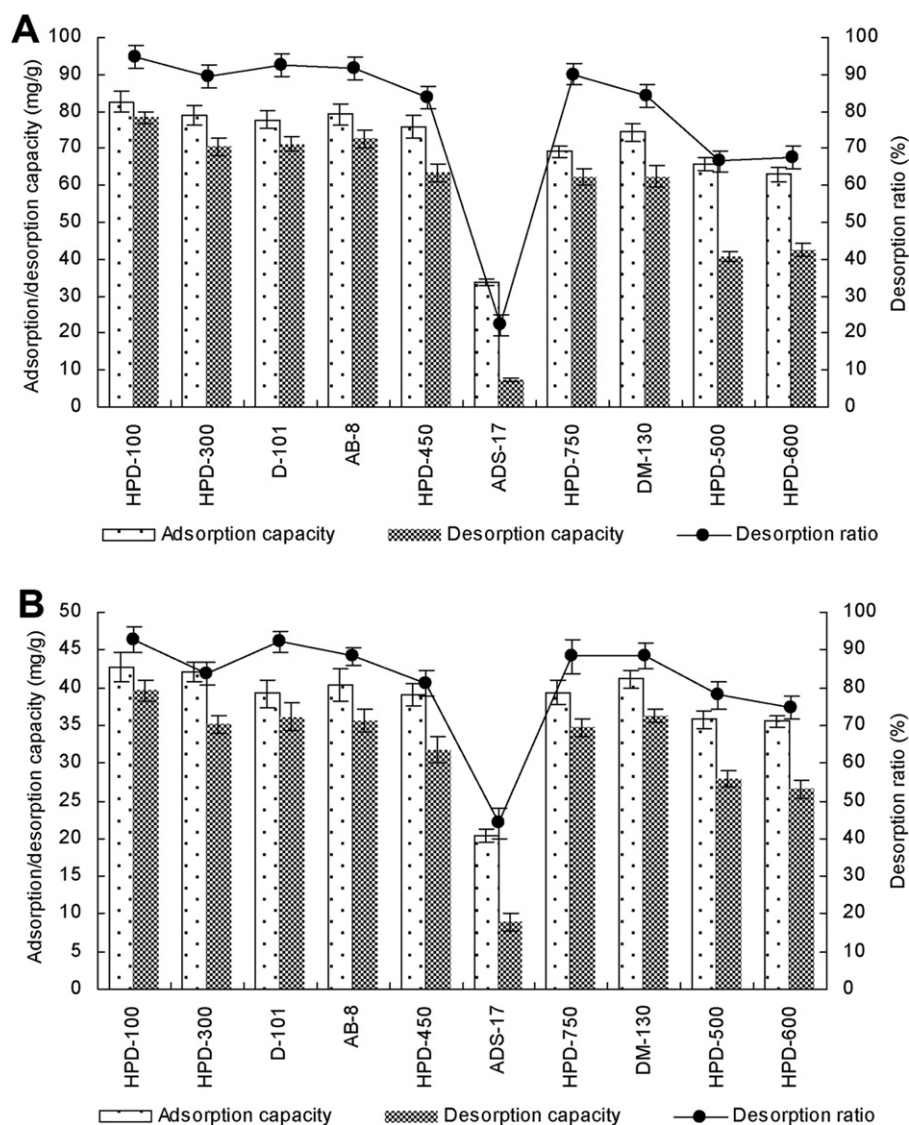 A
Adsorption/desorption capacity (mg/g)
100
90
80
70
60
50
40
30
20
10
0
100
90
80
70
60
50
40
30
20
10
0
Desorption ratio (%)
HPD-100
HPD-300
D-101
AB-8
HPD-450
ADS-17
HPD-750
DM-130
HPD-500
HPD-600
Adsorption capacity
Desorption capacity
Desorption ratio
B
Adsorption/desorption capacity (mg/g)
50
45
40
35
30
25
20
15
10
5
0
100
90
80
70
60
50
40
30
20
10
0
Desorption ratio (%)
HPD-100
HPD-300
D-101
AB-8
HPD-450
ADS-17
HPD-750
DM-130
HPD-500
HPD-600
Adsorption capacity
Desorption capacity
Desorption ratio